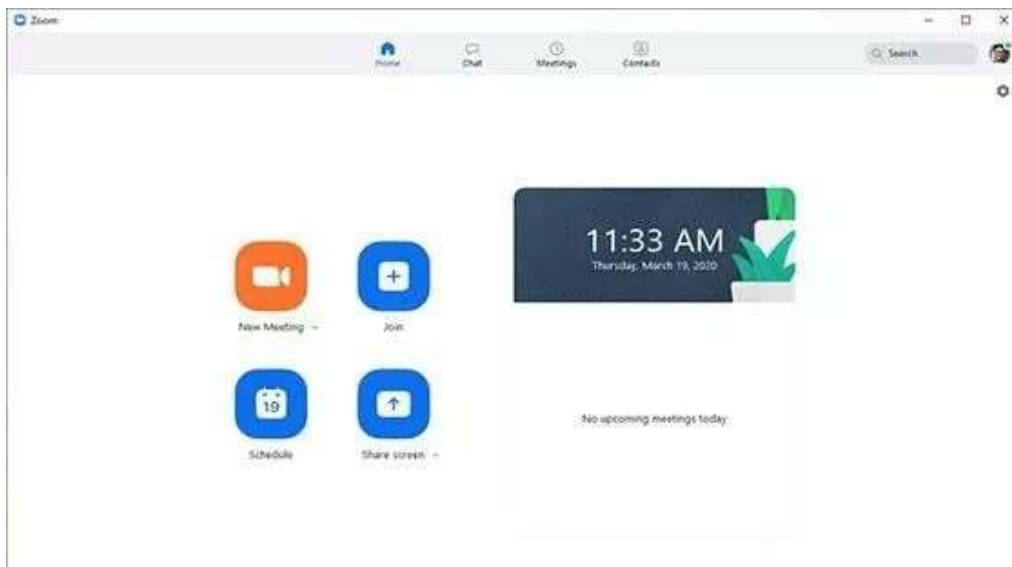 Zoom
Home
Chat
Meetings
Contacts
Search
11:33 AM
Thursday, March 19, 2020
New Meeting
Join
19
Schedule
Share screen
No upcoming meetings today